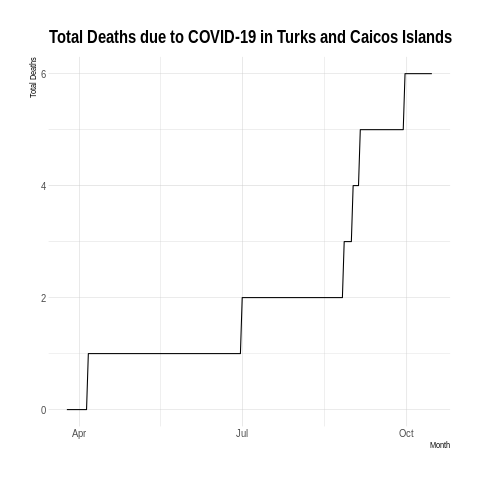 Total Deaths due to COVID-19 in Turks and Caicos Islands
Total Deaths
6
4
2
0
Apr
Jul
Oct
Month